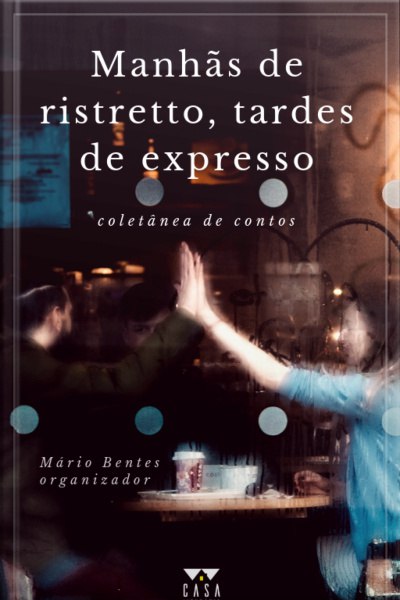 Manhãs de
ristretto, tardes
de expresso
coletânea de contos
Mário Bentes
organizador
CASA